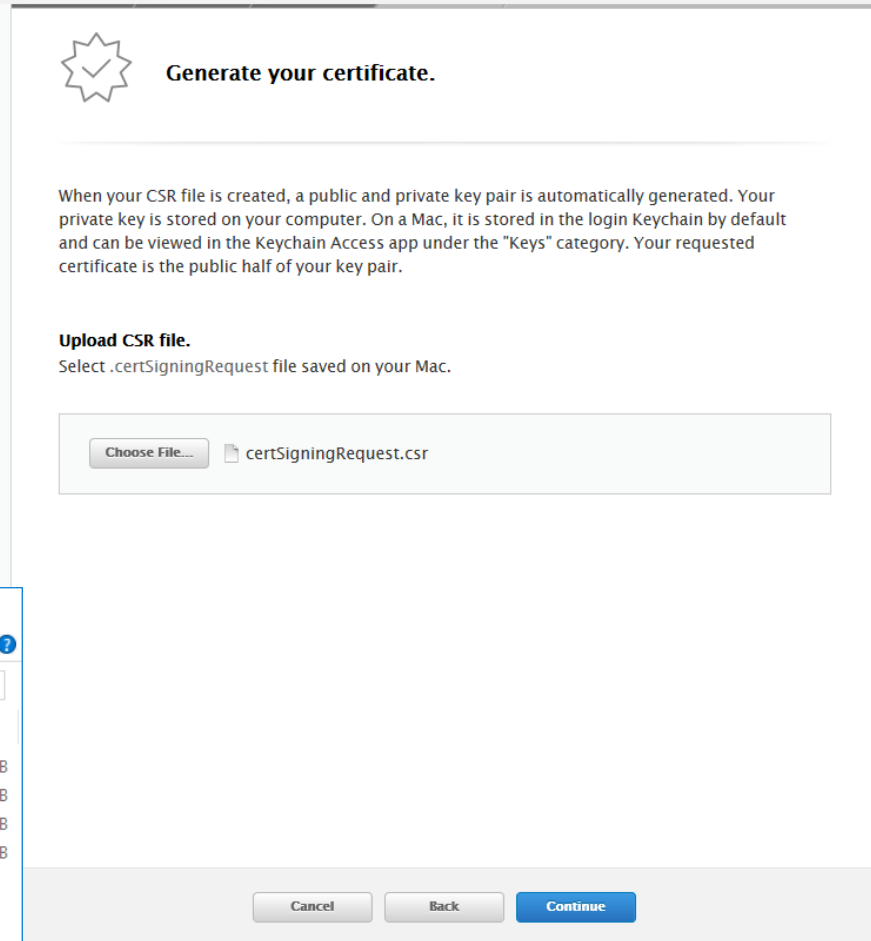 Generate your certificate.
When your CSR file is created, a public and private key pair is automatically generated. Your
private key is stored on your computer. On a Mac, it is stored in the login Keychain by default
and can be viewed in the Keychain Access app under the "Keys" category. Your requested
certificate is the public half of your key pair.
Upload CSR file.
Select .certSigningRequest file saved on your Mac.
Choose File... certSigningRequest.csr
?
B
B
B
B
Cancel Back Continue